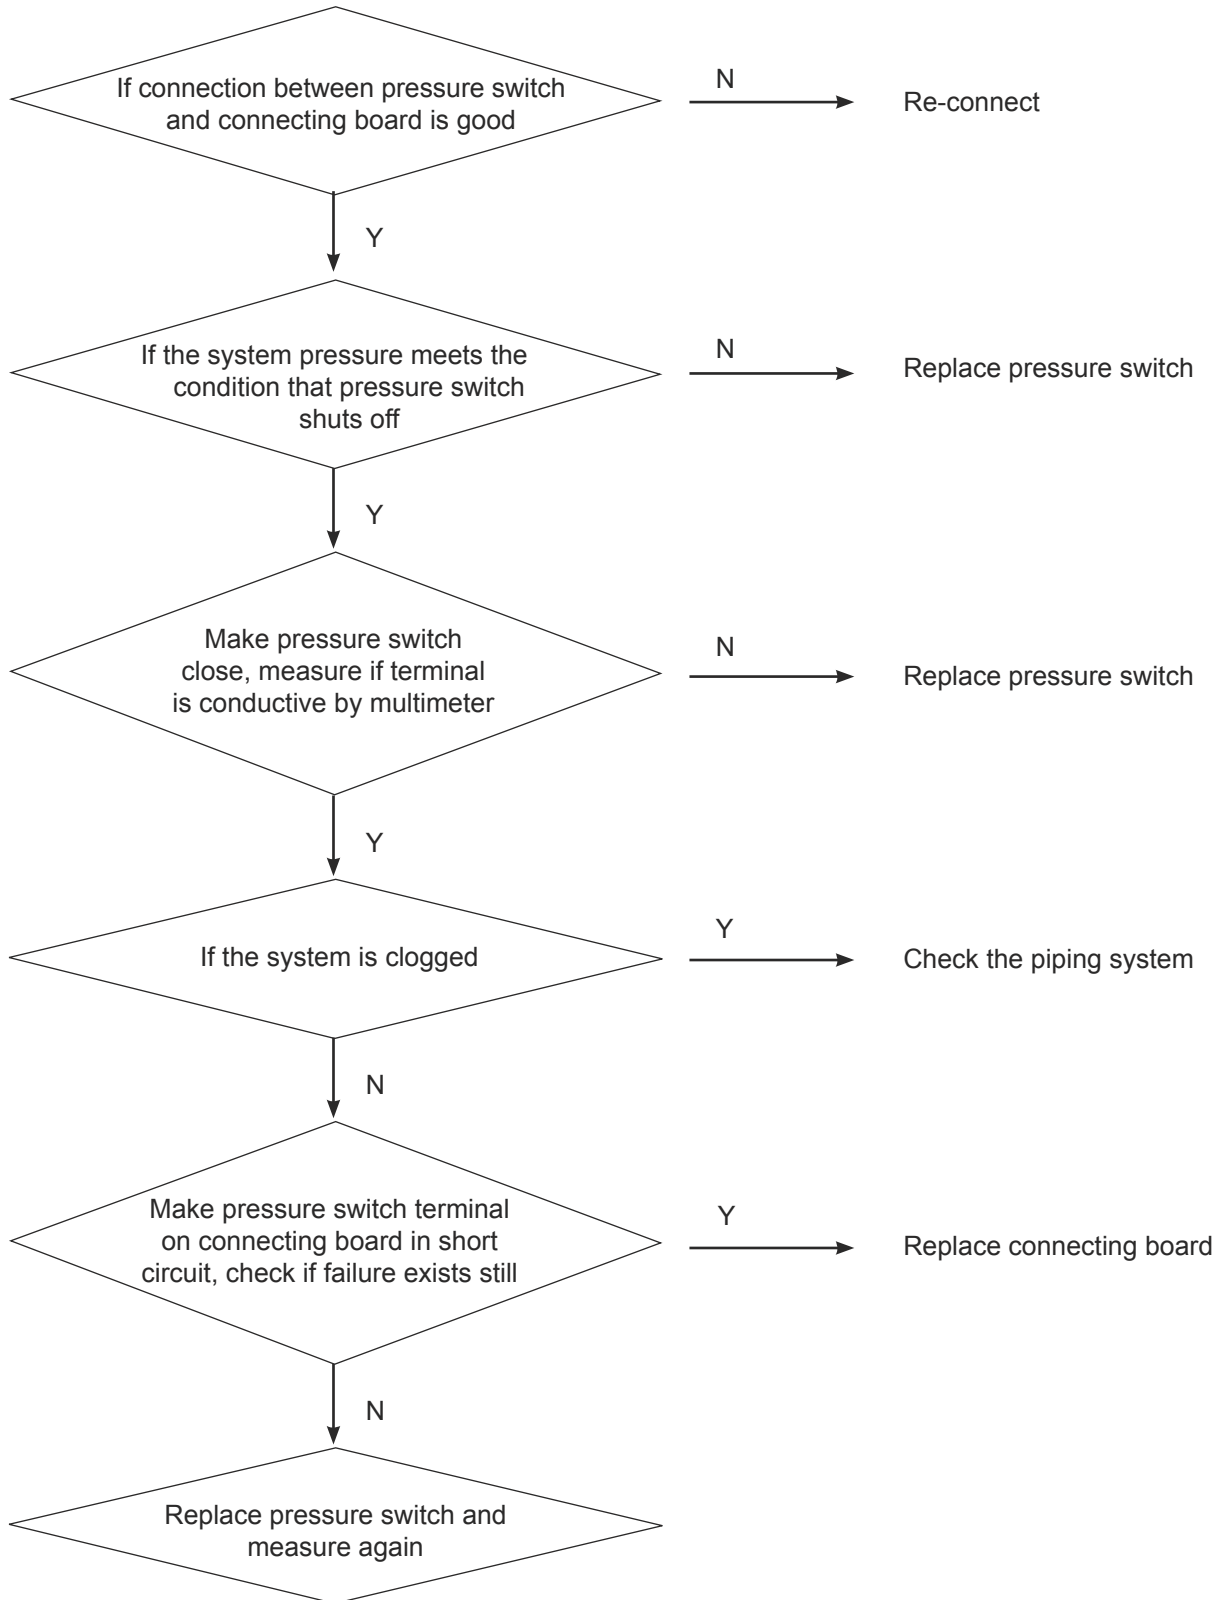 If connection between pressure switch
and connecting board is good
N
Re-connect
Y
If the system pressure meets the
condition that pressure switch
shuts off
N
Replace pressure switch
Y
Make pressure switch
close, measure if terminal
is conductive by multimeter
N
Replace pressure switch
Y
If the system is clogged
Y
Check the piping system
N
Make pressure switch terminal
on connecting board in short
circuit, check if failure exists still
Y
Replace connecting board
N
Replace pressure switch and
measure again